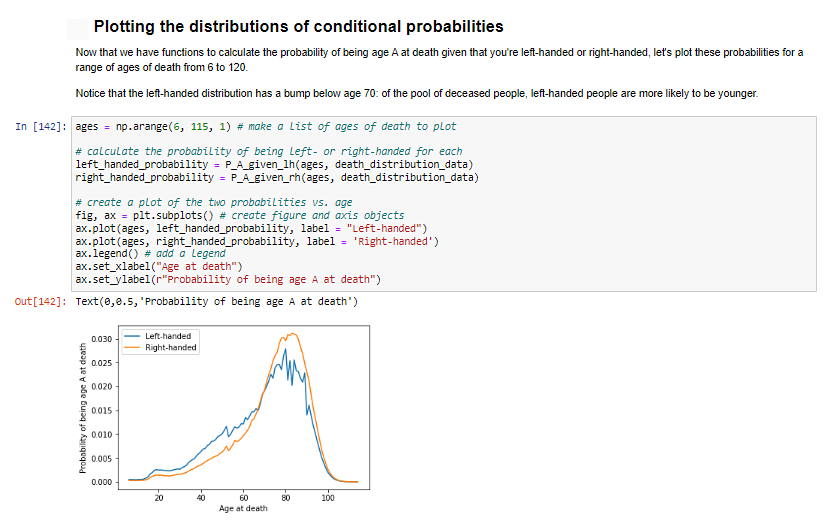 Plotting the distributions of conditional probabilities
Now that we have functions to calculate the probability of being age A at death given that you're left-handed or right-handed, let's plot these probabilities for a
range of ages of death from 6 to 120.
Notice that the left-handed distribution has a bump below age 70: of the pool of deceased people, left-handed people are more likely to be younger.
In [142]: ages = np.arange(6, 115, 1) # make a list of ages of death to plot
# calculate the probability of being left- or right-handed for each
left_handed_probability = P_A_given_lh(ages, death_distribution_data)
right_handed_probability = P_A_given_rh(ages, death_distribution_data)
# create a plot of the two probabilities vs. age
fig, ax = plt.subplots() # create figure and axis objects
ax.plot(ages, left_handed_probability, label = "Left-handed")
ax.plot(ages, right_handed_probability, label = 'Right-handed')
ax.legend() # add a legend
ax.set_xlabel("Age at death")
ax.set_ylabel(r"Probability of being age A at death")
Out[142]: Text(0,0.5,'Probability of being age A at death')
Left-handed
Right-handed
Probability of being age A at death
0.030
0.025
0.020
0.015
0.010
0.005
0.000
20 40 60 80 100
Age at death